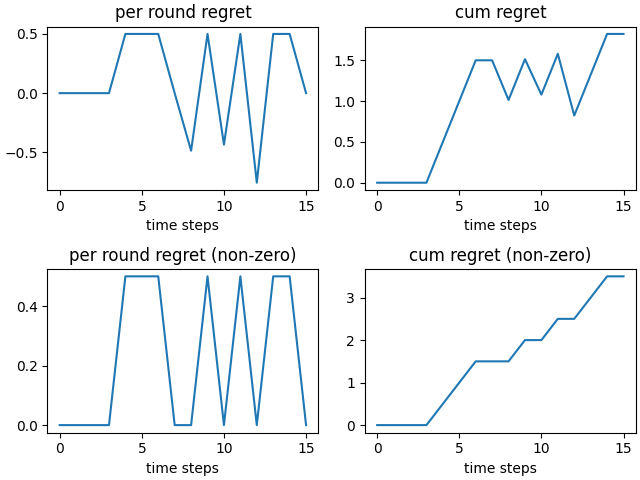 per round regret
0.5
0.0
−0.5
0 5 10 15
time steps
cum regret
1.5
1.0
0.5
0.0
0 5 10 15
time steps
per round regret (non-zero)
0.4
0.2
0.0
0 5 10 15
time steps
cum regret (non-zero)
3
2
1
0
0 5 10 15
time steps